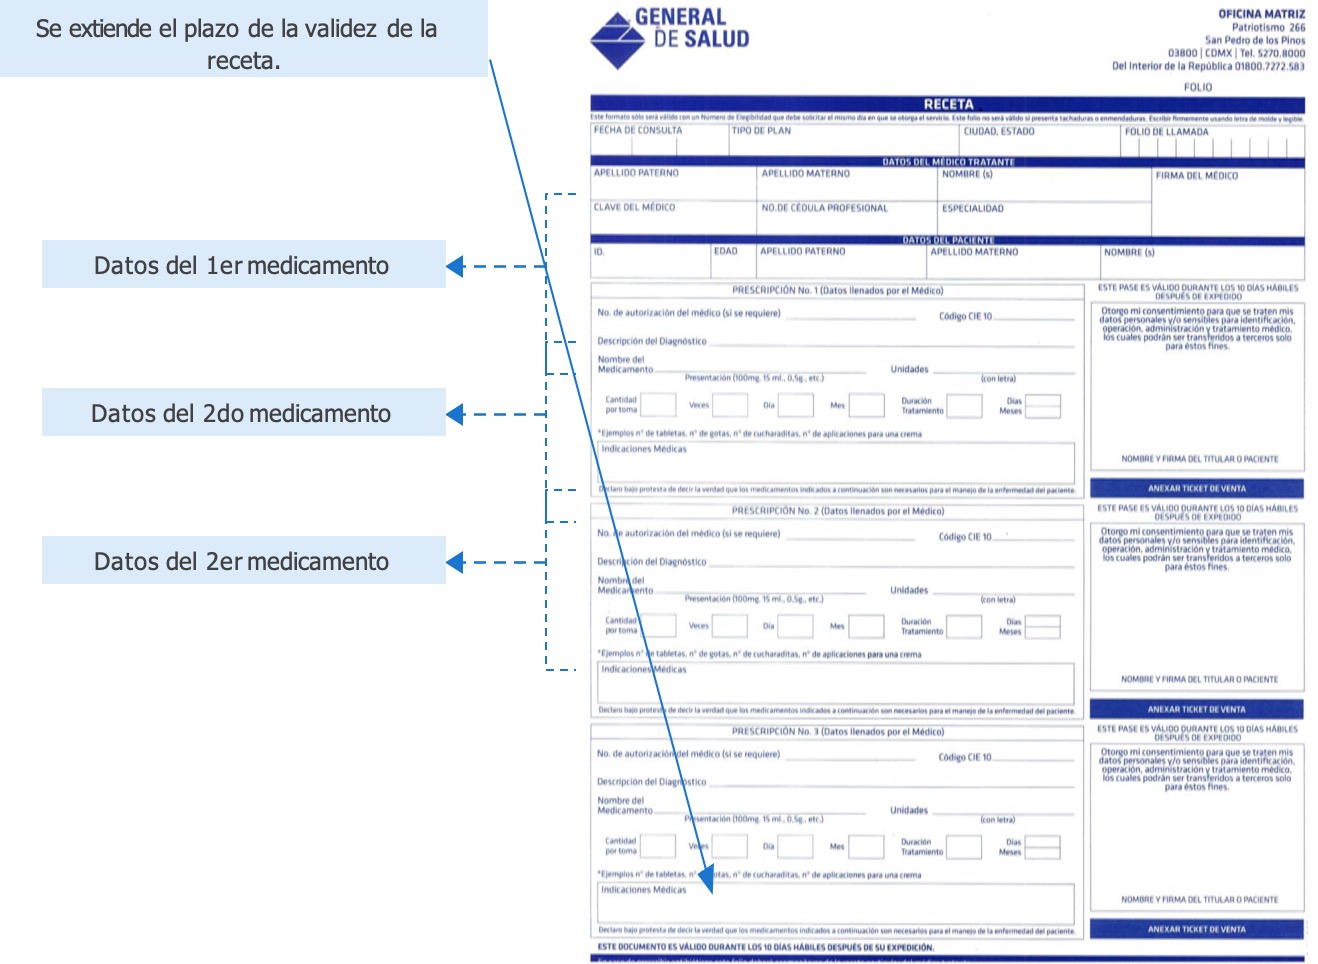 Se extiende el plazo de la validez de la
receta.
Datos del 1er medicamento
Datos del 2do medicamento
Datos del 2er medicamento
GENERAL
DE SALUD
OFICINA MATRIZ
Patriotismo 266
San Pedro de los Pinos
03800 | CDMX | Tel. 5270.8000
Del Interior de la República 01800.7272.583
FOLIO
RECETA
Este formato sólo será válido con un Número de Elegibilidad que debe solicitar el mismo día en que se otorga el servicio. Este folio no será válido si presenta tachaduras o enmendaduras. Escribir firmemente usando letra de molde y legible.
FECHA DE CONSULTA TIPO DE PLAN CIUDAD, ESTADO FOLIO DE LLAMADA
DATOS DEL MÉDICO TRATANTE
APELLIDO PATERNO APELLIDO MATERNO NOMBRE (s) FIRMA DEL MÉDICO
CLAVE DEL MÉDICO NO.DE CÉDULA PROFESIONAL ESPECIALIDAD
DATOS DEL PACIENTE
ID. EDAD APELLIDO PATERNO APELLIDO MATERNO NOMBRE (s)
PRESCRIPCIÓN No. 1 (Datos llenados por el Médico)
No. de autorización del médico (si se requiere) Código CIE 10
Descripción del Diagnóstico
Nombre del
Medicamento Unidades
Presentación (100mg. 15 ml., 0,5g., etc.) (con letra)
Cantidad
por toma Veces Día Mes Duración
Tratamiento Días
Meses
*Ejemplos n° de tabletas, n° de gotas, n° de cucharaditas, n° de aplicaciones para una crema
Indicaciones Médicas
Declaro bajo protesta de decir la verdad que los medicamentos indicados a continuación son necesarios para el manejo de la enfermedad del paciente.
ESTE PASE ES VÁLIDO DURANTE LOS 10 DÍAS HÁBILES
DESPUÉS DE EXPEDIDO
Otorgo mi consentimiento para que se traten mis
datos personales y/o sensibles para identificación,
operación, administración y tratamiento médico,
los cuales podrán ser transferidos a terceros solo
para éstos fines.
NOMBRE Y FIRMA DEL TITULAR O PACIENTE
ANEXAR TICKET DE VENTA
PRESCRIPCIÓN No. 2 (Datos llenados por el Médico)
No. de autorización del médico (si se requiere) Código CIE 10
Descripción del Diagnóstico
Nombre del
Medicamento Unidades
Presentación (100mg. 15 ml., 0,5g., etc.) (con letra)
Cantidad
por toma Veces Día Mes Duración
Tratamiento Días
Meses
*Ejemplos n° de tabletas, n° de gotas, n° de cucharaditas, n° de aplicaciones para una crema
Indicaciones Médicas
Declaro bajo protesta de decir la verdad que los medicamentos indicados a continuación son necesarios para el manejo de la enfermedad del paciente.
ESTE PASE ES VÁLIDO DURANTE LOS 10 DÍAS HÁBILES
DESPUÉS DE EXPEDIDO
Otorgo mi consentimiento para que se traten mis
datos personales y/o sensibles para identificación,
operación, administración y tratamiento médico,
los cuales podrán ser transferidos a terceros solo
para éstos fines.
NOMBRE Y FIRMA DEL TITULAR O PACIENTE
ANEXAR TICKET DE VENTA
PRESCRIPCIÓN No. 3 (Datos llenados por el Médico)
No. de autorización del médico (si se requiere) Código CIE 10
Descripción del Diagnóstico
Nombre del
Medicamento Unidades
Presentación (100mg. 15 ml., 0,5g., etc.) (con letra)
Cantidad
por toma Veces Día Mes Duración
Tratamiento Días
Meses
*Ejemplos n° de tabletas, n° de gotas, n° de cucharaditas, n° de aplicaciones para una crema
Indicaciones Médicas
Declaro bajo protesta de decir la verdad que los medicamentos indicados a continuación son necesarios para el manejo de la enfermedad del paciente.
ESTE PASE ES VÁLIDO DURANTE LOS 10 DÍAS HÁBILES
DESPUÉS DE EXPEDIDO
Otorgo mi consentimiento para que se traten mis
datos personales y/o sensibles para identificación,
operación, administración y tratamiento médico,
los cuales podrán ser transferidos a terceros solo
para éstos fines.
NOMBRE Y FIRMA DEL TITULAR O PACIENTE
ANEXAR TICKET DE VENTA
ESTE DOCUMENTO ES VÁLIDO DURANTE LOS 10 DÍAS HÁBILES DESPUÉS DE SU EXPEDICIÓN.